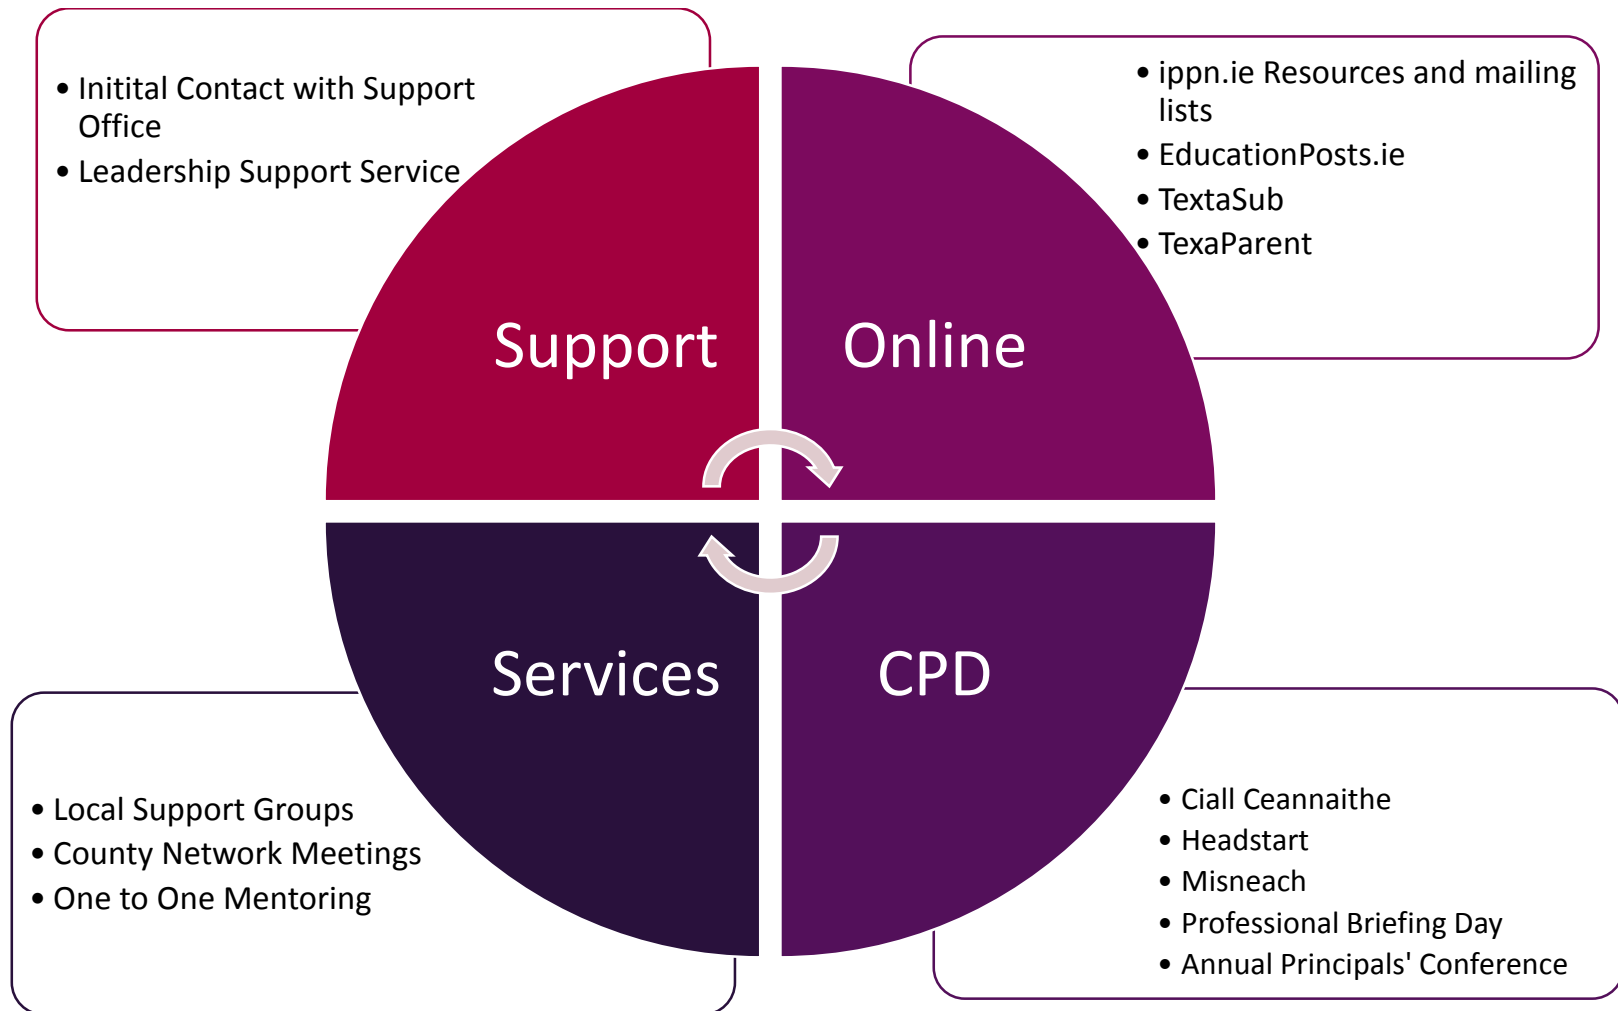 • Initital Contact with Support
Office
• Leadership Support Service
• ippn.ie Resources and mailing
lists
• EducationPosts.ie
• TextaSub
• TexaParent
Support
Online
Services
CPD
• Local Support Groups
• County Network Meetings
• One to One Mentoring
• Ciall Ceannaithe
• Headstart
• Misneach
• Professional Briefing Day
• Annual Principals' Conference